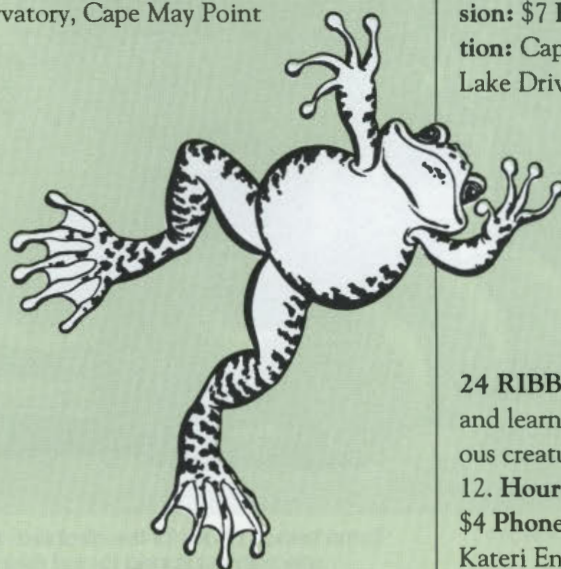 rvatory, Cape May Point
sion: $7
tion: Cap
Lake Driv
24 RIBB
and learn
ous creatu
12. Hour
$4 Phone
Kateri En